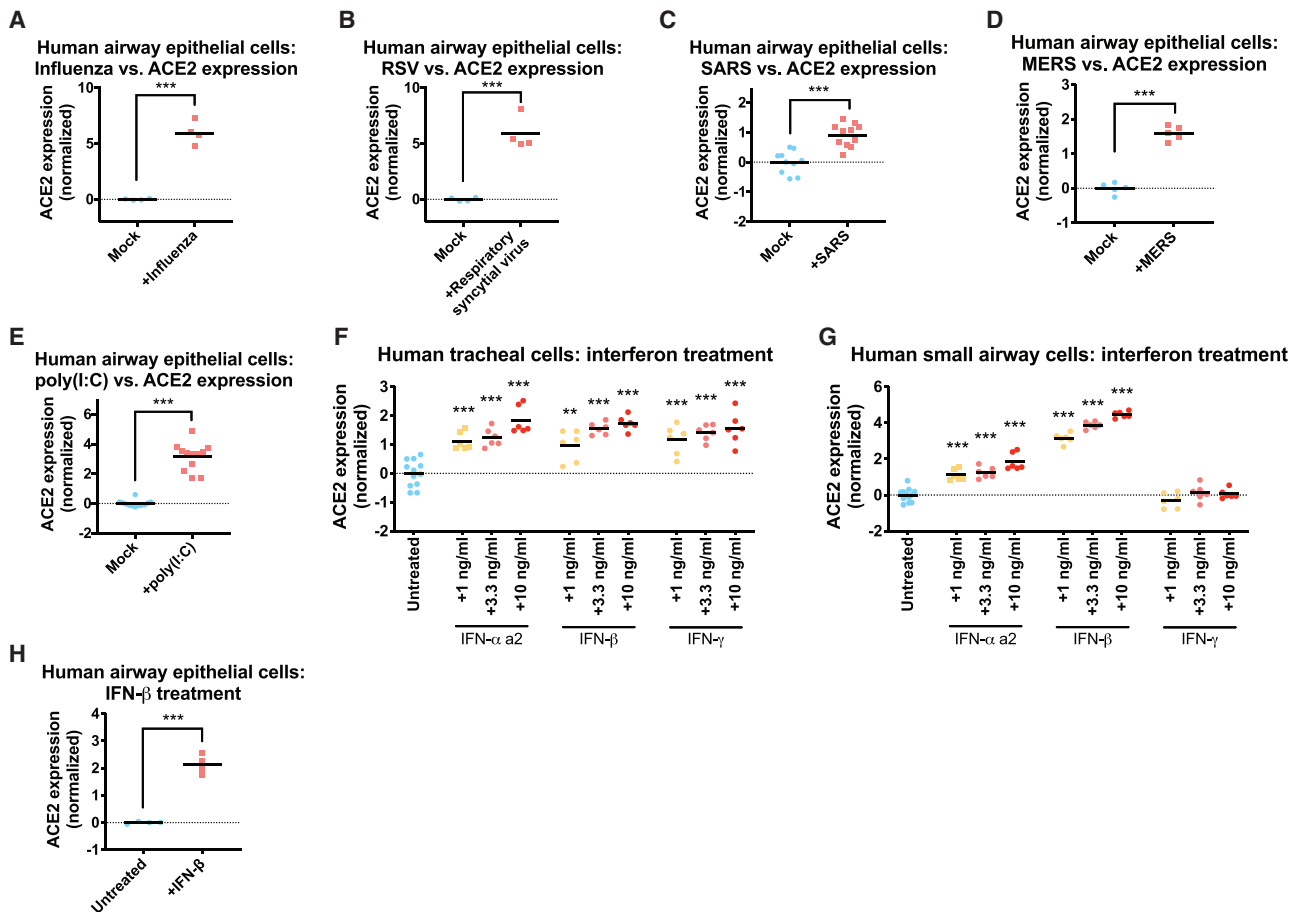 A
Human airway epithelial cells:
Influenza vs. ACE2 expression
***
10
5
0
ACE2 expression
(normalized)
Mock
+Influenza
B
Human airway epithelial cells:
RSV vs. ACE2 expression
***
10
5
0
ACE2 expression
(normalized)
Mock
+Respiratory
syncytial virus
C
Human airway epithelial cells:
SARS vs. ACE2 expression
***
2
1
0
-1
-2
ACE2 expression
(normalized)
Mock
+SARS
D
Human airway epithelial cells:
MERS vs. ACE2 expression
***
3
2
1
0
-1
ACE2 expression
(normalized)
Mock
+MERS
E
Human airway epithelial cells:
poly(I:C) vs. ACE2 expression
***
6
4
2
0
-2
ACE2 expression
(normalized)
Mock
+poly(I:C)
F
Human tracheal cells: interferon treatment
*** *** *** ** *** *** *** *** ***
3
2
1
0
-1
-2
ACE2 expression
(normalized)
Untreated
+1 ng/ml
+3.3 ng/ml
+10 ng/ml
+1 ng/ml
+3.3 ng/ml
+10 ng/ml
+1 ng/ml
+3.3 ng/ml
+10 ng/ml
IFN-α a2
IFN-β
IFN-γ
G
Human small airway cells: interferon treatment
*** *** *** *** *** ***
6
4
2
0
-2
ACE2 expression
(normalized)
Untreated
+1 ng/ml
+3.3 ng/ml
+10 ng/ml
+1 ng/ml
+3.3 ng/ml
+10 ng/ml
+1 ng/ml
+3.3 ng/ml
+10 ng/ml
IFN-α a2
IFN-β
IFN-γ
H
Human airway epithelial cells:
IFN-β treatment
***
4
3
2
1
0
-1
ACE2 expression
(normalized)
Untreated
+IFN-β